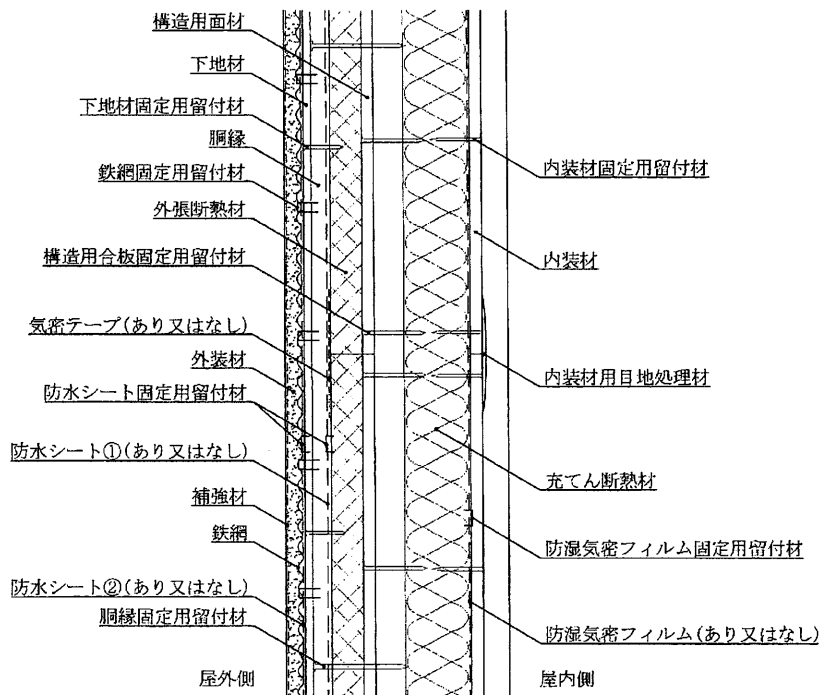 構造用面材
下地材
下地材固定用留付材
胴縁
鉄網固定用留付材
外張断熱材
構造用合板固定用留付材
気密テープ(あり又はなし)
外装材
防水シート固定用留付材
防水シート①(あり又はなし)
補強材
鉄網
防水シート②(あり又はなし)
胴縁固定用留付材
屋外側
内装材固定用留付材
内装材
内装材用目地処理材
充てん断熱材
防湿気密フィルム固定用留付材
防湿気密フィルム(あり又はなし)
屋内側